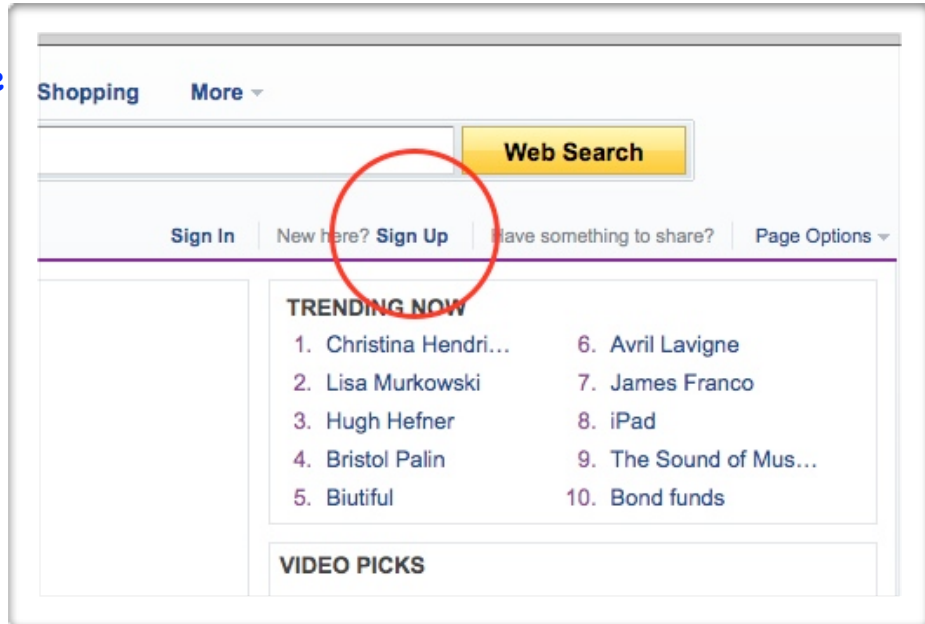 Shopping More
Web Search
Sign In New here? Sign Up Have something to share? Page Options
TRENDING NOW
1. Christina Hendri... 6. Avril Lavigne
2. Lisa Murkowski 7. James Franco
3. Hugh Hefner 8. iPad
4. Bristol Palin 9. The Sound of Mus...
5. Biutiful 10. Bond funds
VIDEO PICKS